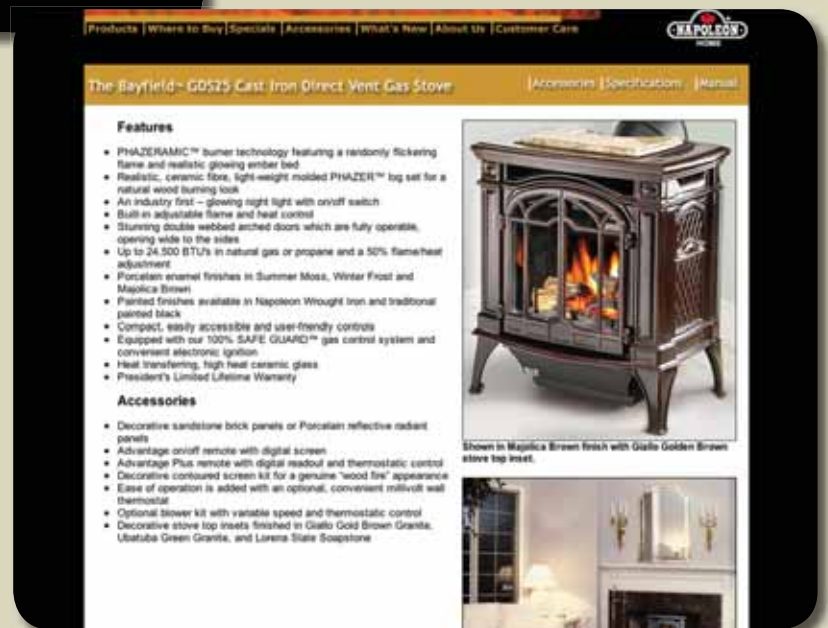 Products | Where to Buy | Specials | Accessories | What's New | About Us | Customer Care
NAPOLEON
HOME
The Bayfield™ GDS25 Cast Iron Direct Vent Gas Stove
| Accessories | Specifications | Manual
Features
• PHAZERAMIC™ burner technology featuring a randomly flickering
flame and realistic glowing ember bed
• Realistic, ceramic fibre, light-weight molded PHAZER™ log set for a
natural wood burning look
• An industry first – glowing night light with on/off switch
• Built-in adjustable flame and heat control
• Stunning double webbed arched doors which are fully operable,
opening wide to the sides
• Up to 24,500 BTU's in natural gas or propane and a 50% flame/heat
adjustment
• Porcelain enamel finishes in Summer Moss, Winter Frost and
Majolica Brown
• Painted finishes available in Napoleon Wrought Iron and traditional
painted black
• Compact, easily accessible and user-friendly controls
• Equipped with our 100% SAFE GUARD™ gas control system and
convenient electronic ignition
• Heat transferring, high heat ceramic glass
• President's Limited Lifetime Warranty
Accessories
• Decorative sandstone brick panels or Porcelain reflective radiant
panels
• Advantage on/off remote with digital screen
• Advantage Plus remote with digital readout and thermostatic control
• Decorative contoured screen kit for a genuine "wood fire" appearance
• Ease of operation is added with an optional, convenient millivolt wall
thermostat
• Optional blower kit with variable speed and thermostatic control
• Decorative stove top insets finished in Giallo Gold Brown Granite,
Ubatuba Green Granite, and Lorena Slate Soapstone
Shown in Majolica Brown finish with Giallo Golden Brown
stove top inset.